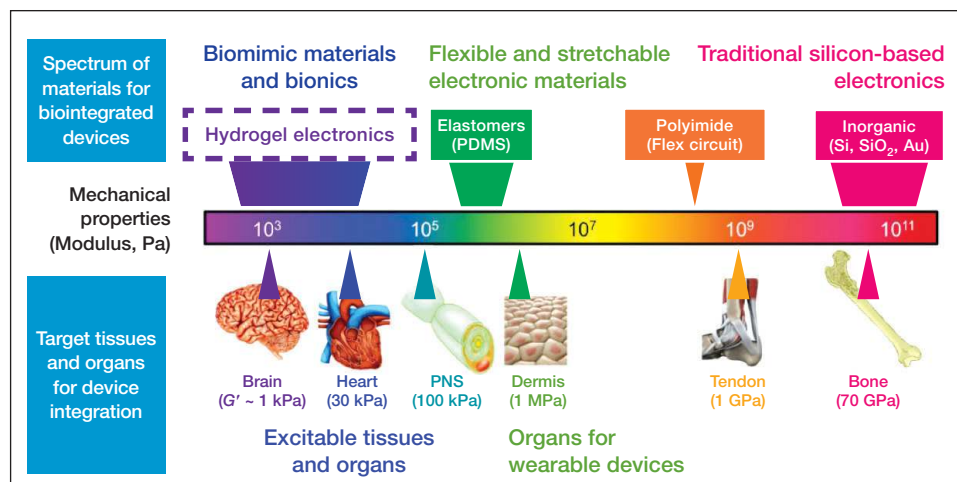 Spectrum of
materials for
biointegrated
devices
Biomimic materials
and bionics
Flexible and stretchable
electronic materials
Traditional silicon-based
electronics
Hydrogel electronics
Elastomers
(PDMS)
Polyimide
(Flex circuit)
Inorganic
(Si, SiO₂, Au)
Mechanical
properties
(Modulus, Pa)
10³ 10⁵ 10⁷ 10⁹ 10¹¹
Target tissues
and organs
for device
integration
Brain
(G′ ~ 1 kPa)
Heart
(30 kPa)
PNS
(100 kPa)
Dermis
(1 MPa)
Tendon
(1 GPa)
Bone
(70 GPa)
Excitable tissues
and organs
Organs for
wearable devices